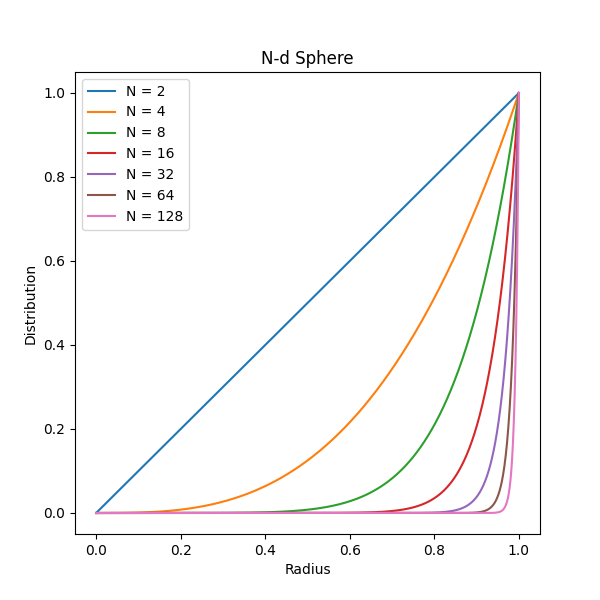 N-d Sphere
N = 2
N = 4
N = 8
N = 16
N = 32
N = 64
N = 128
1.0
0.8
0.6
0.4
0.2
0.0
Distribution
0.0 0.2 0.4 0.6 0.8 1.0
Radius